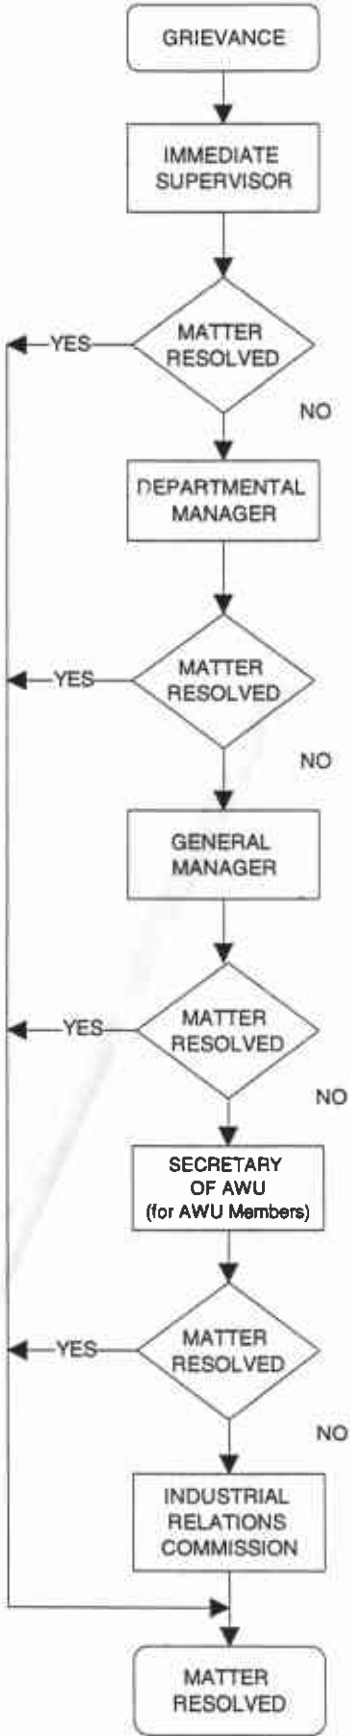 GRIEVANCE
IMMEDIATE
SUPERVISOR
MATTER
RESOLVED
YES
NO
DEPARTMENTAL
MANAGER
MATTER
RESOLVED
YES
NO
GENERAL
MANAGER
MATTER
RESOLVED
YES
NO
SECRETARY
OF AWU
(for AWU Members)
MATTER
RESOLVED
YES
NO
INDUSTRIAL
RELATIONS
COMMISSION
MATTER
RESOLVED